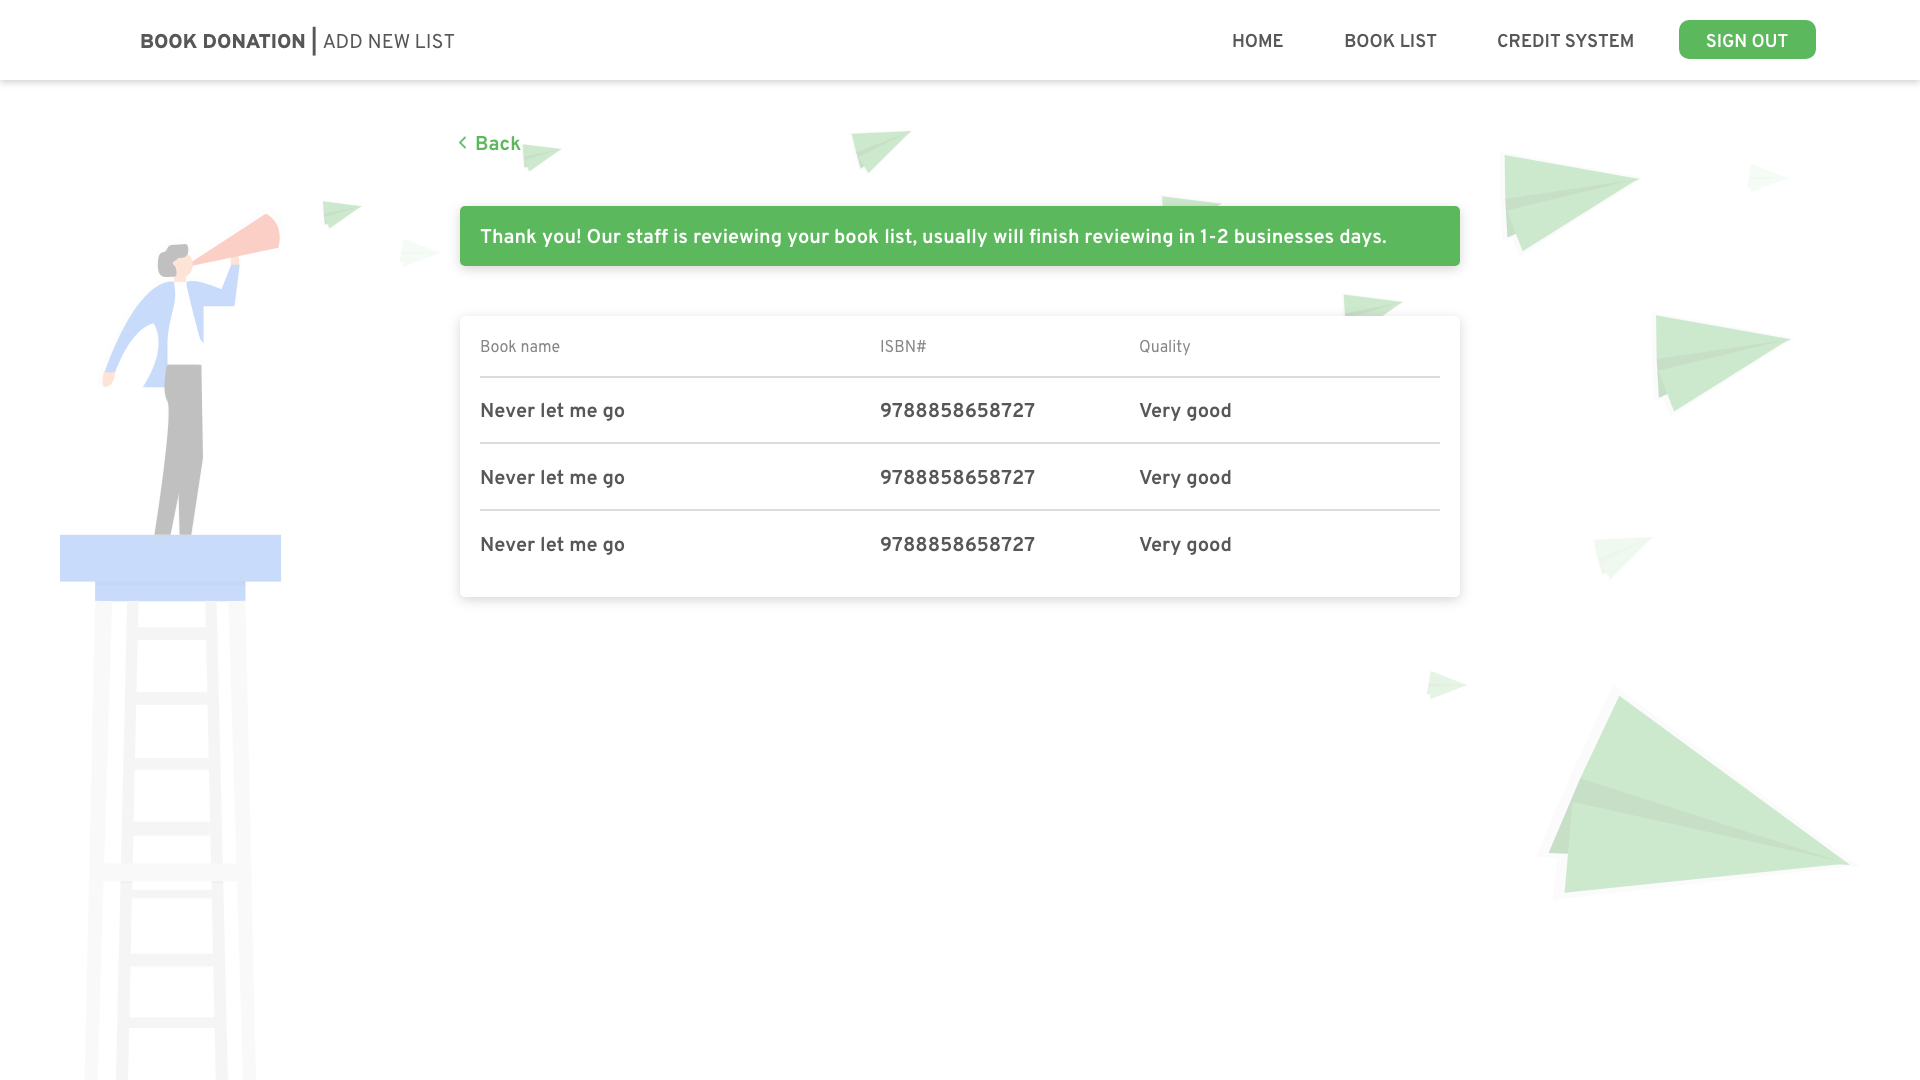 BOOK DONATION | ADD NEW LIST
HOME
BOOK LIST
CREDIT SYSTEM
SIGN OUT
< Back
Thank you! Our staff is reviewing your book list, usually will finish reviewing in 1-2 businesses days.
Book name ISBN# Quality
Never let me go 9788858658727 Very good
Never let me go 9788858658727 Very good
Never let me go 9788858658727 Very good